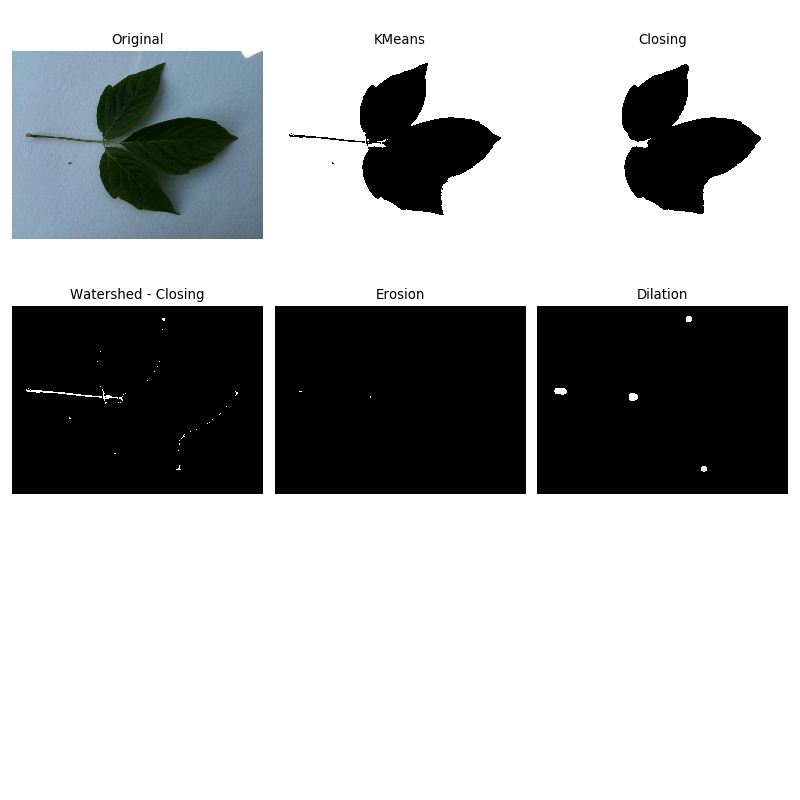 Original
KMeans
Closing
Watershed - Closing
Erosion
Dilation